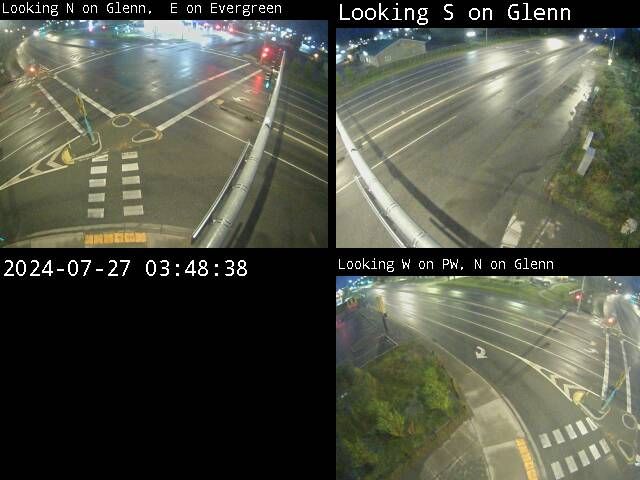 Looking N on Glenn,  E on Evergreen
Looking S on Glenn
2024-07-27 03:48:38
Looking W on PW, N on Glenn